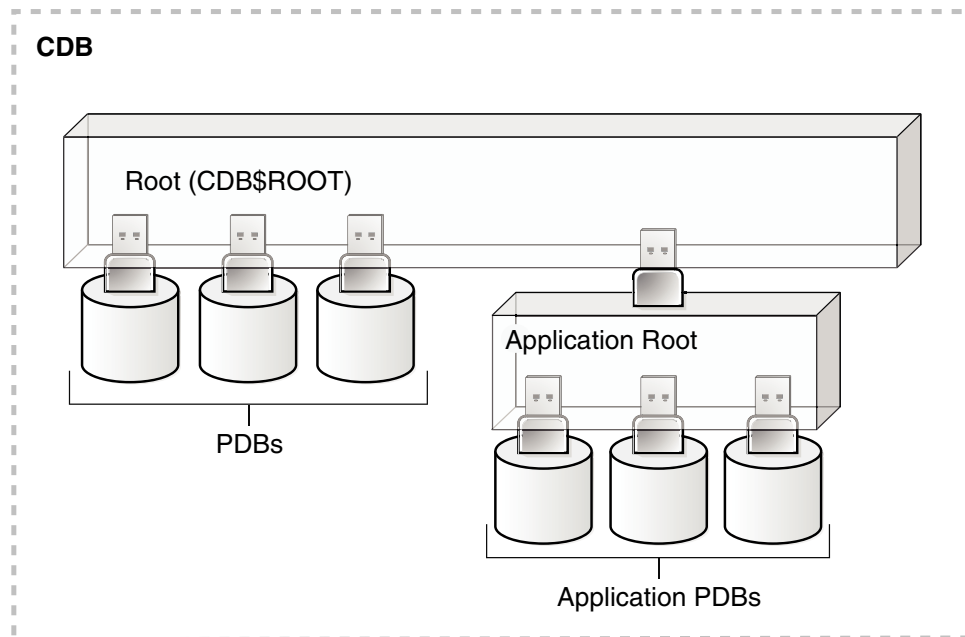 CDB
Root (CDB$ROOT)
Application Root
PDBs
Application PDBs